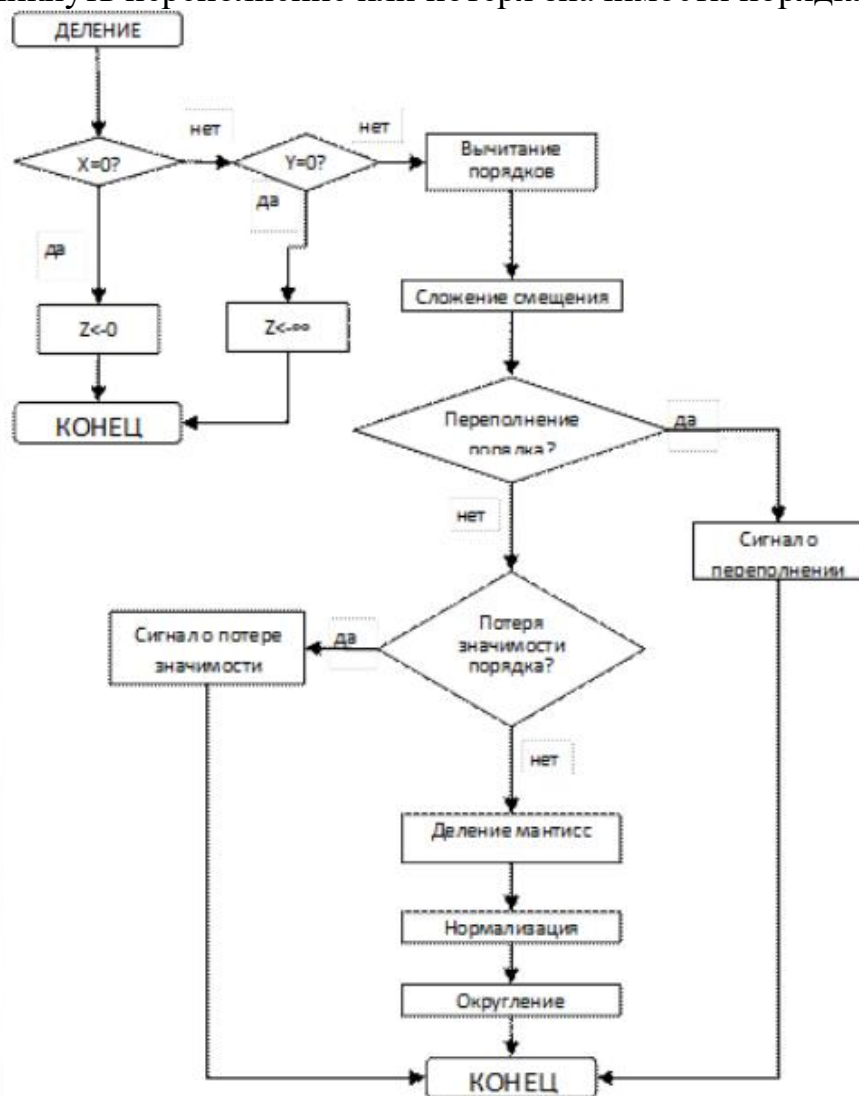 ДЕЛЕНИЕ
X=0?
нет
Y=0?
нет
Вычитание
порядков
да
да
Сложение смещения
Z<-0
Z<-∞
КОНЕЦ
Переполнение
порядка?
да
нет
Сигнал о
переполнении
Потеря
значимости
порядка?
да
Сигнал о потере
значимости
нет
Деление мантисс
Нормализация
Округление
КОНЕЦ